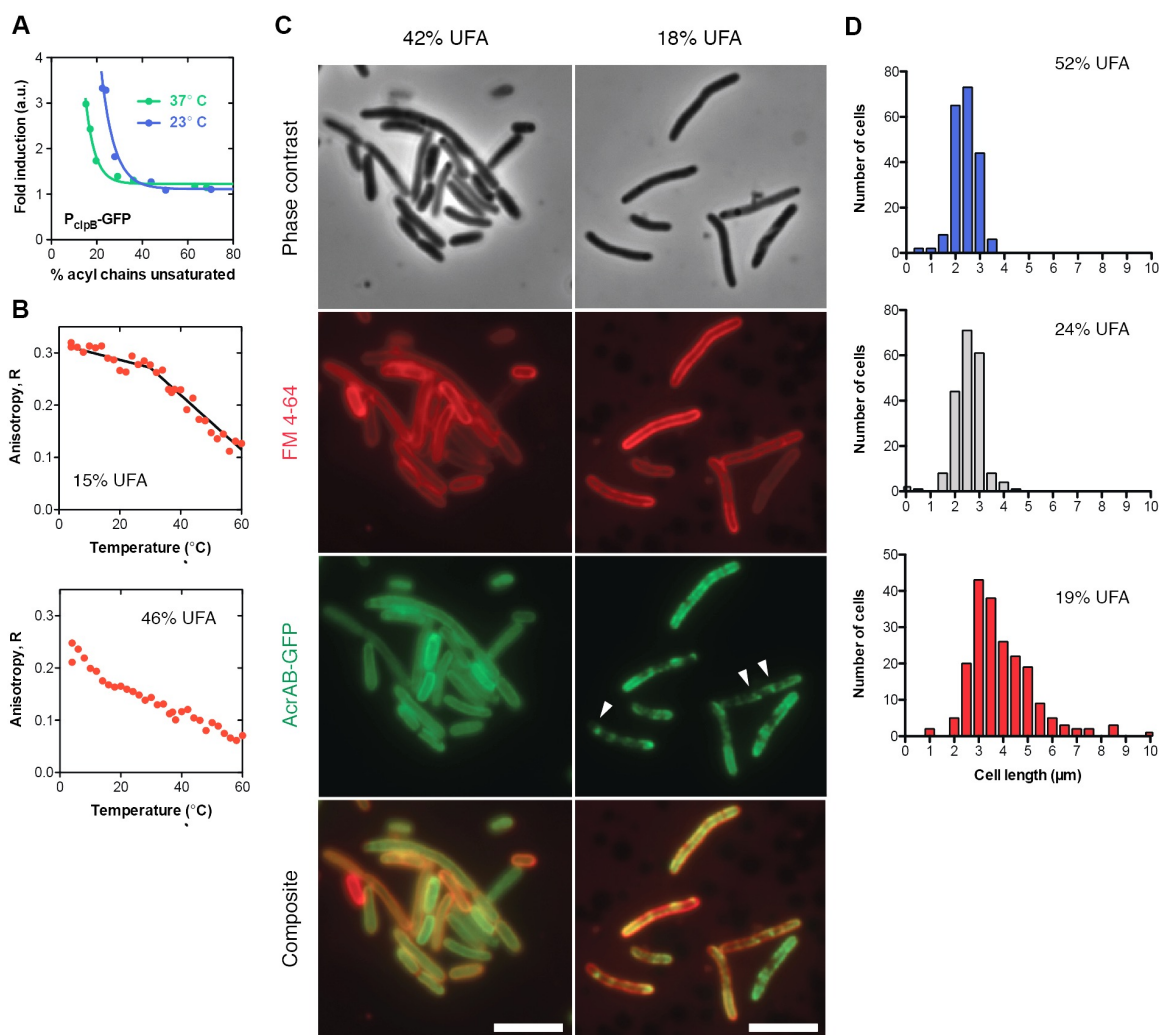 A
4
3
2
1
0
Fold induction (a.u.)
37° C
23° C
PclpB-GFP
0 20 40 60 80
% acyl chains unsaturated
B
0.3
0.2
0.1
0.0
Anisotropy, R
15% UFA
0 20 40 60
Temperature (°C)
0.3
0.2
0.1
0.0
Anisotropy, R
46% UFA
0 20 40 60
Temperature (°C)
C
42% UFA 18% UFA
Phase contrast
FM 4-64
AcrAB-GFP
Composite
D
52% UFA
80
60
40
20
0
Number of cells
0 1 2 3 4 5 6 7 8 9 10
24% UFA
80
60
40
20
0
Number of cells
0 1 2 3 4 5 6 7 8 9 10
19% UFA
50
40
30
20
10
0
Number of cells
0 1 2 3 4 5 6 7 8 9 10
Cell length (µm)